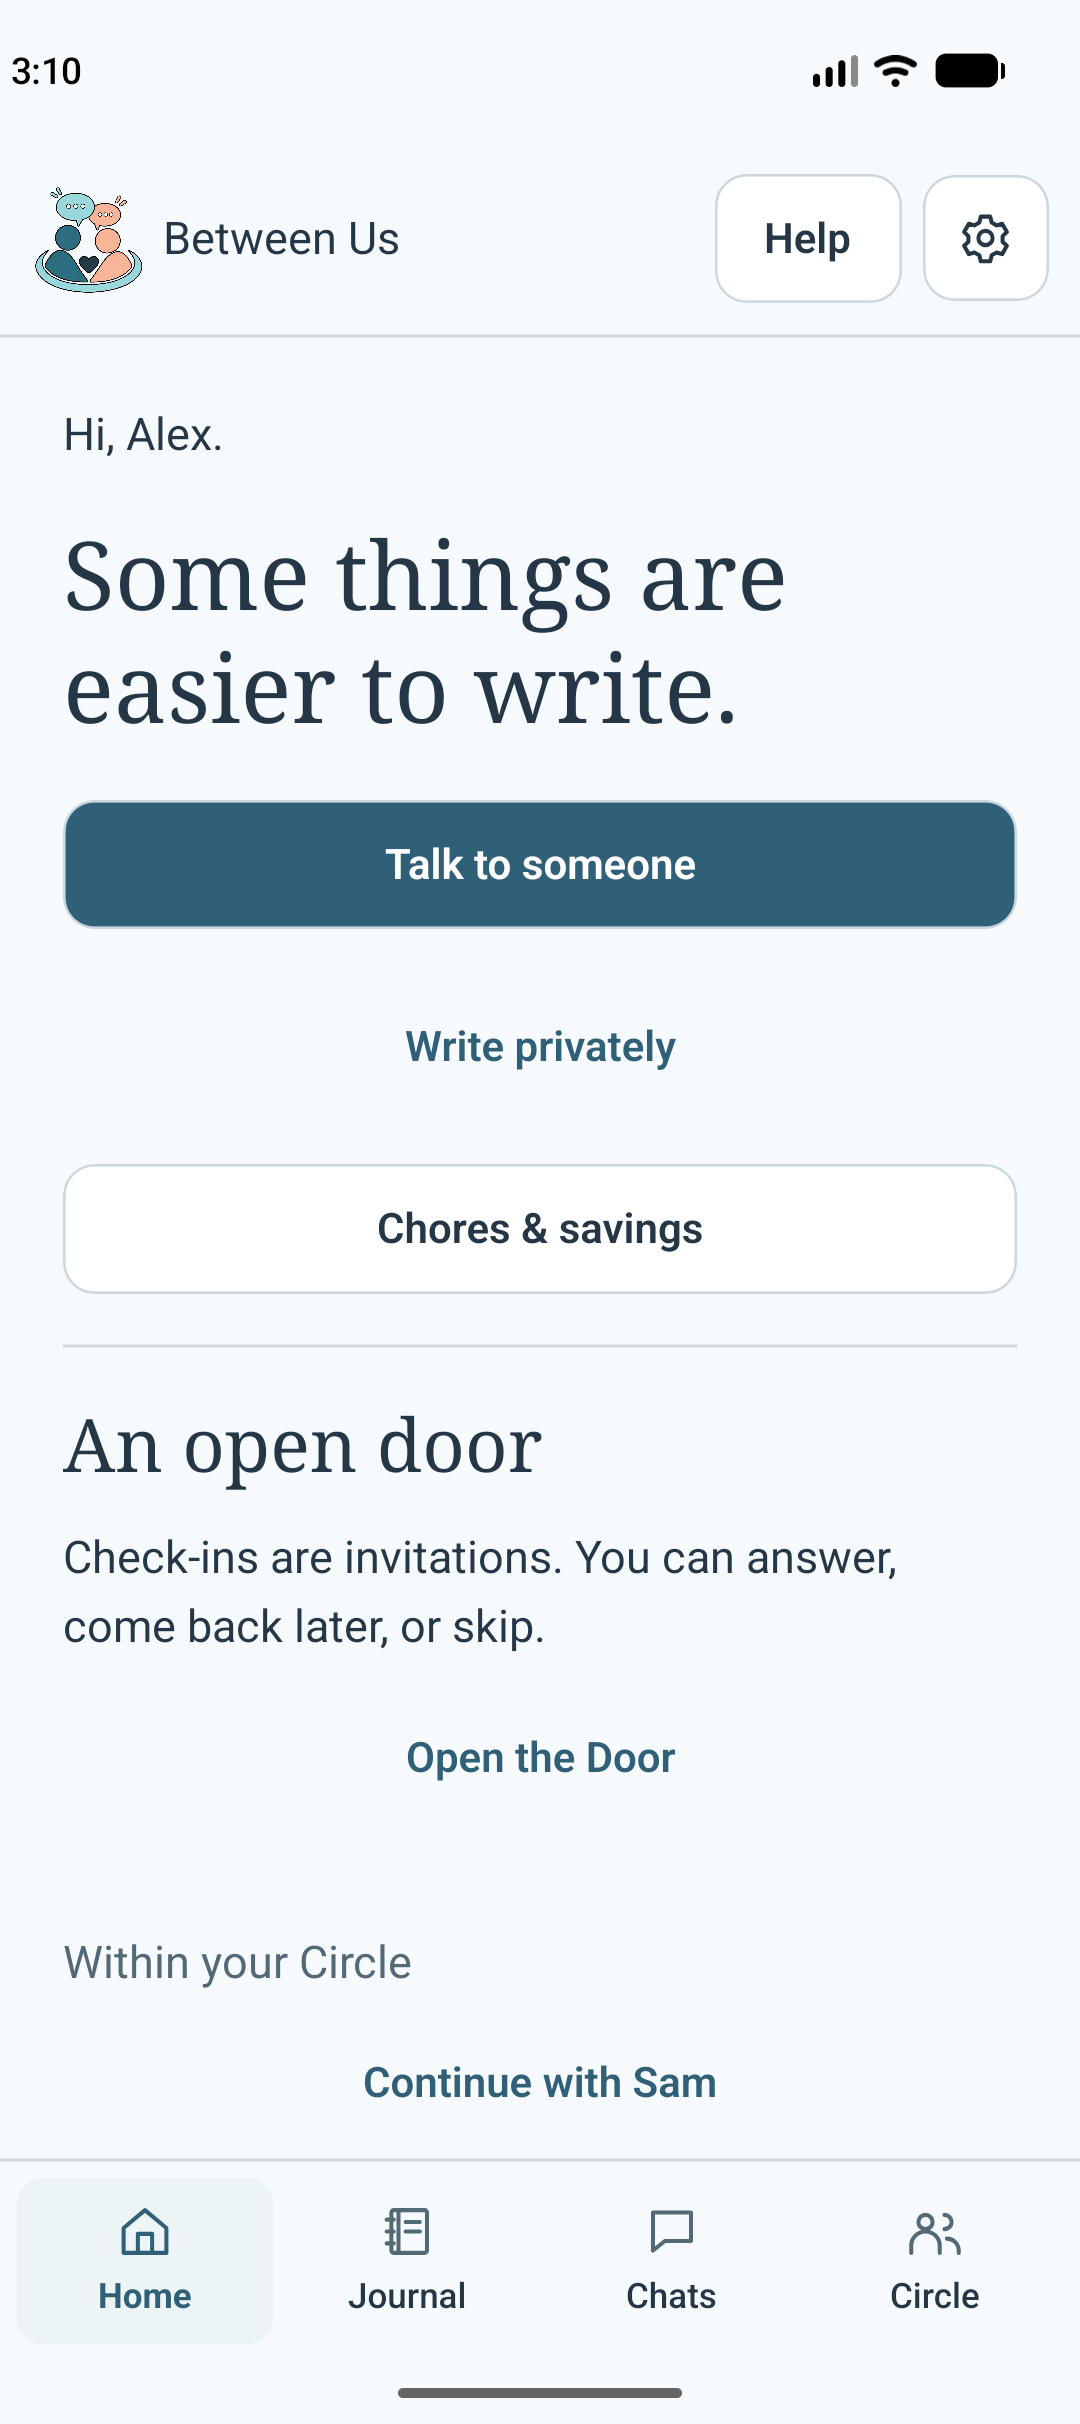 3:10
Between Us
Help
Hi, Alex.
Some things are
easier to write.
Talk to someone
Write privately
Chores & savings
An open door
Check-ins are invitations. You can answer,
come back later, or skip.
Open the Door
Within your Circle
Continue with Sam
Home
Journal
Chats
Circle